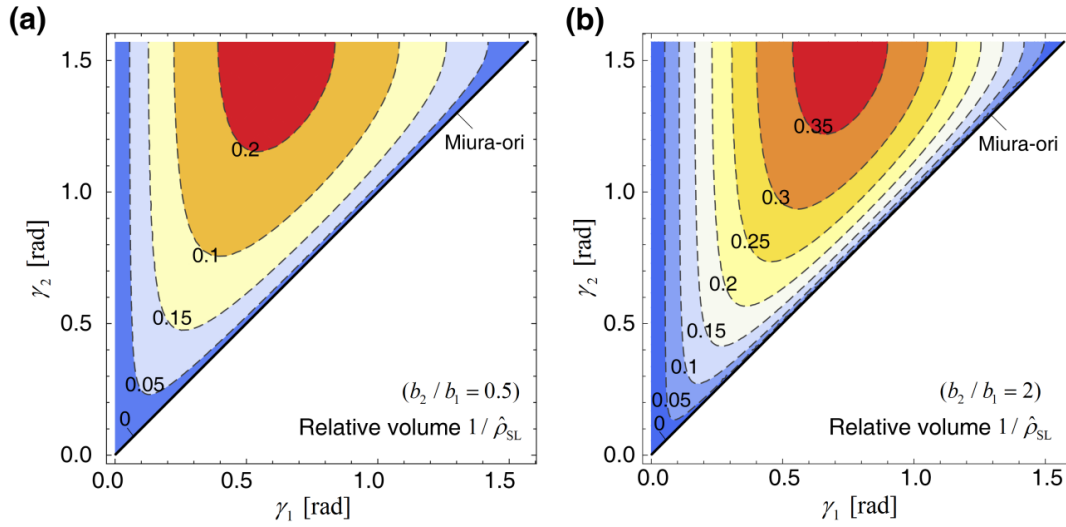 (a)
1.5
1.0
0.5
0.0
γ₂ [rad]
0.2
0.1
0.15
0.05
0
Miura-ori
(b₂ / b₁ = 0.5)
Relative volume 1 / ρ̂_SL
0.0
0.5
1.0
1.5
γ₁ [rad]
(b)
1.5
1.0
0.5
0.0
γ₂ [rad]
0.35
0.3
0.25
0.2
0.15
0.1
0.05
0
Miura-ori
(b₂ / b₁ = 2)
Relative volume 1 / ρ̂_SL
0.0
0.5
1.0
1.5
γ₁ [rad]